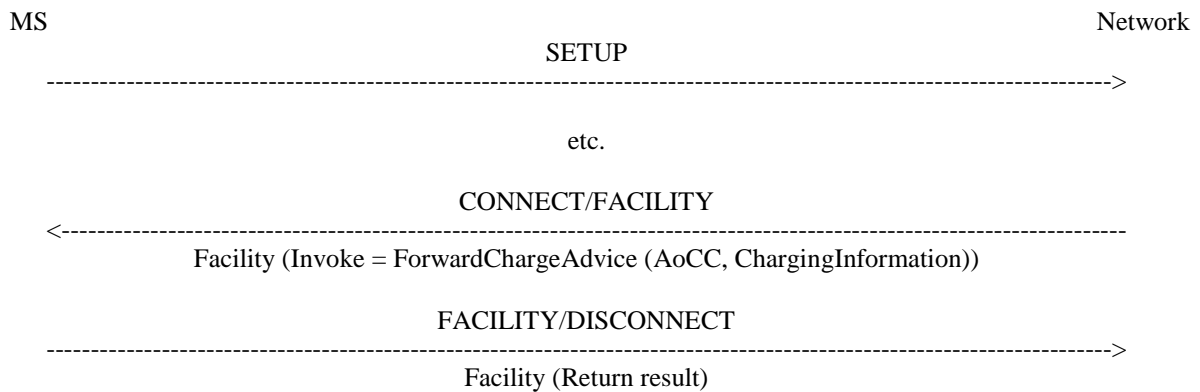 MS Network
SETUP
------------------------------------------------------------------------------------------------------------------------>
etc.
CONNECT/FACILITY
<------------------------------------------------------------------------------------------------------------------------
Facility (Invoke = ForwardChargeAdvice (AoCC, ChargingInformation))
FACILITY/DISCONNECT
------------------------------------------------------------------------------------------------------------------------>
Facility (Return result)